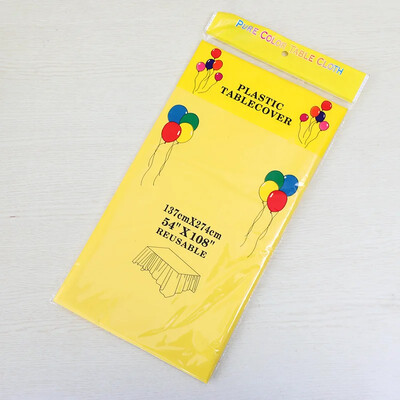 PURE COLOR TABLE CLOTH
PLASTIC
TABLECOVER
137cmX274cm
54"X108"
REUSABLE